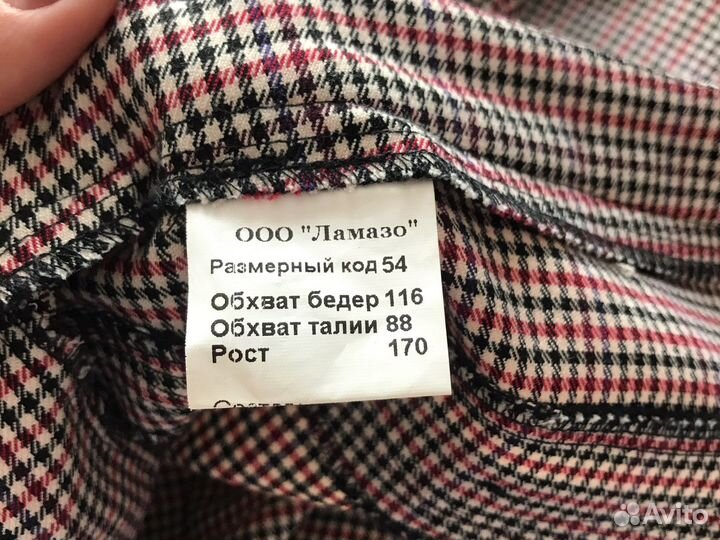 ООО "Ламазо"
Размерный код 54
Обхват бедер 116
Обхват талии 88
Рост 170
Avito